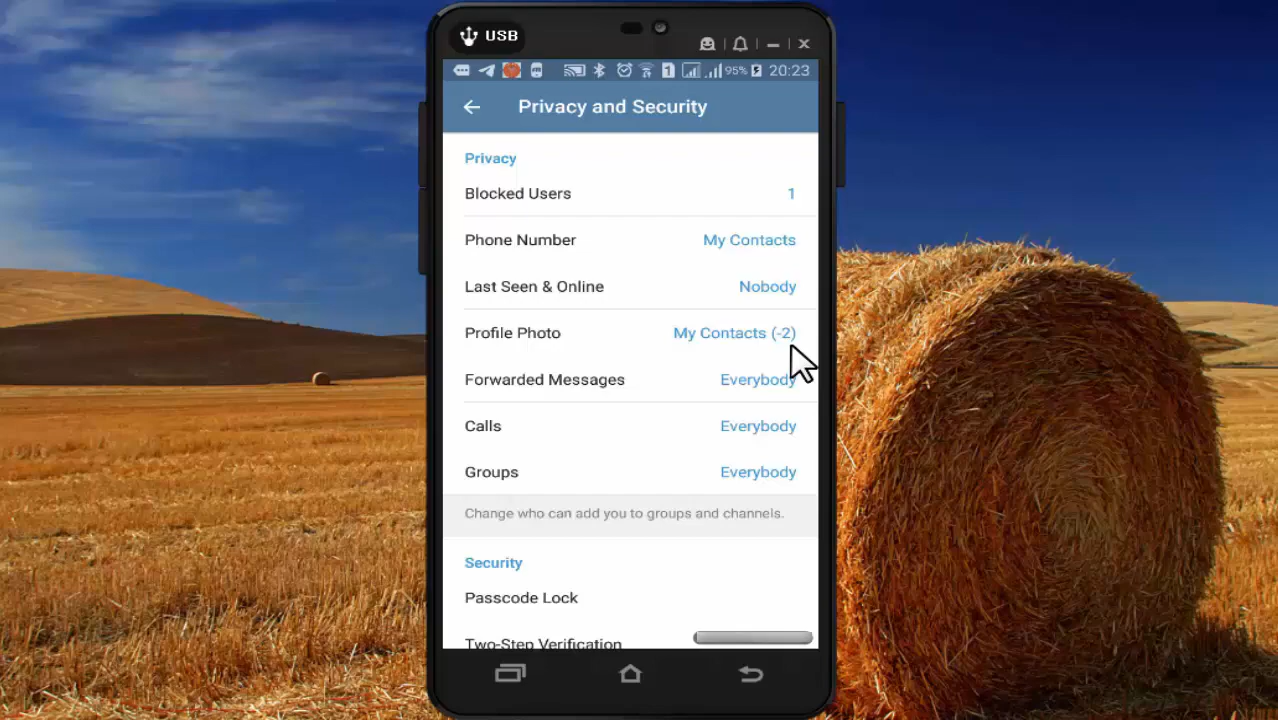 USB
1 95% 20:23
Privacy and Security
Privacy
Blocked Users 1
Phone Number My Contacts
Last Seen & Online Nobody
Profile Photo My Contacts (-2)
Forwarded Messages Everybody
Calls Everybody
Groups Everybody
Change who can add you to groups and channels.
Security
Passcode Lock
Two-Step Verification